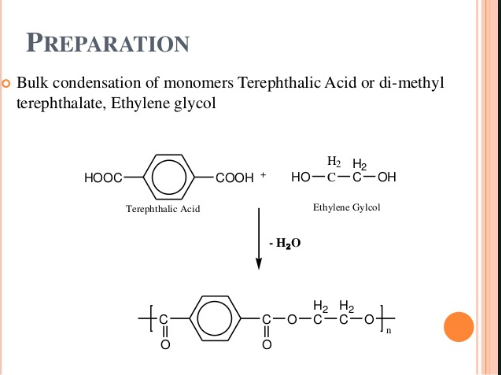 PREPARATION
Bulk condensation of monomers Terephthalic Acid or di-methyl
terephthalate, Ethylene glycol
H₂ H₂
HOOC COOH + HO—C—C—OH
Terephthalic Acid Ethylene Gylcol
- H₂O
H₂ H₂
C C—O—C—C—O n
O O